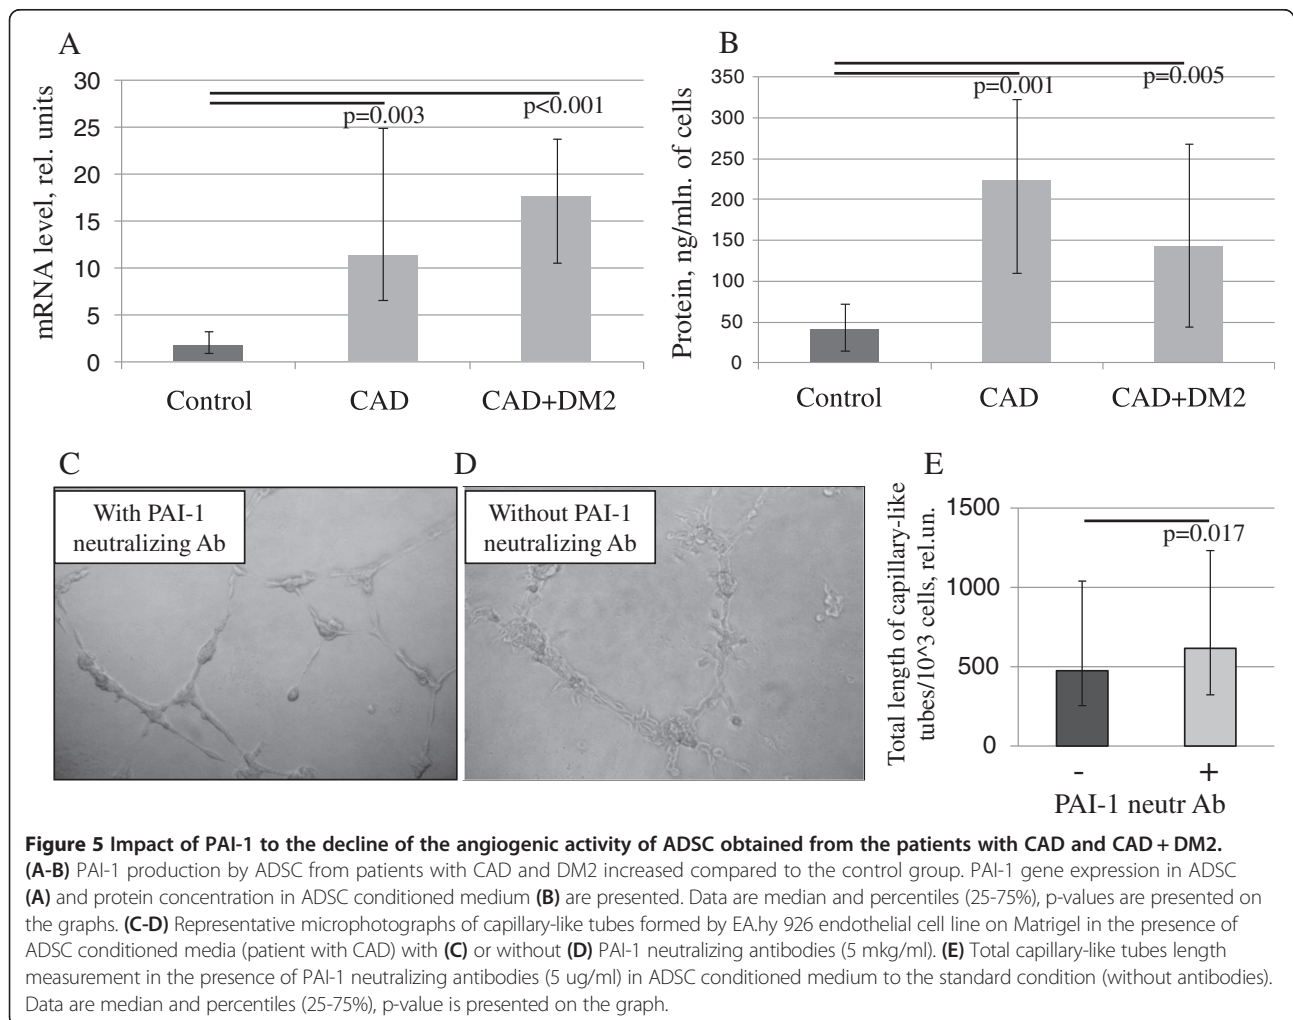 A
mRNA level, rel. units
30
25
20
15
10
5
0
p=0.003
p<0.001
Control
CAD
CAD+DM2
B
Protein, ng/mln. of cells
350
300
250
200
150
100
50
0
p=0.001
p=0.005
Control
CAD
CAD+DM2
C
With PAI-1
neutralizing Ab
D
Without PAI-1
neutralizing Ab
E
Total length of capillary-like
tubes/10^3 cells, rel.un.
1500
1000
500
0
p=0.017
-
+
PAI-1 neutr Ab
Figure 5 Impact of PAI-1 to the decline of the angiogenic activity of ADSC obtained from the patients with CAD and CAD + DM2.
(A-B) PAI-1 production by ADSC from patients with CAD and DM2 increased compared to the control group. PAI-1 gene expression in ADSC
(A) and protein concentration in ADSC conditioned medium (B) are presented. Data are median and percentiles (25-75%), p-values are presented on
the graphs. (C-D) Representative microphotographs of capillary-like tubes formed by EA.hy 926 endothelial cell line on Matrigel in the presence of
ADSC conditioned media (patient with CAD) with (C) or without (D) PAI-1 neutralizing antibodies (5 mkg/ml). (E) Total capillary-like tubes length
measurement in the presence of PAI-1 neutralizing antibodies (5 ug/ml) in ADSC conditioned medium to the standard condition (without antibodies).
Data are median and percentiles (25-75%), p-value is presented on the graph.